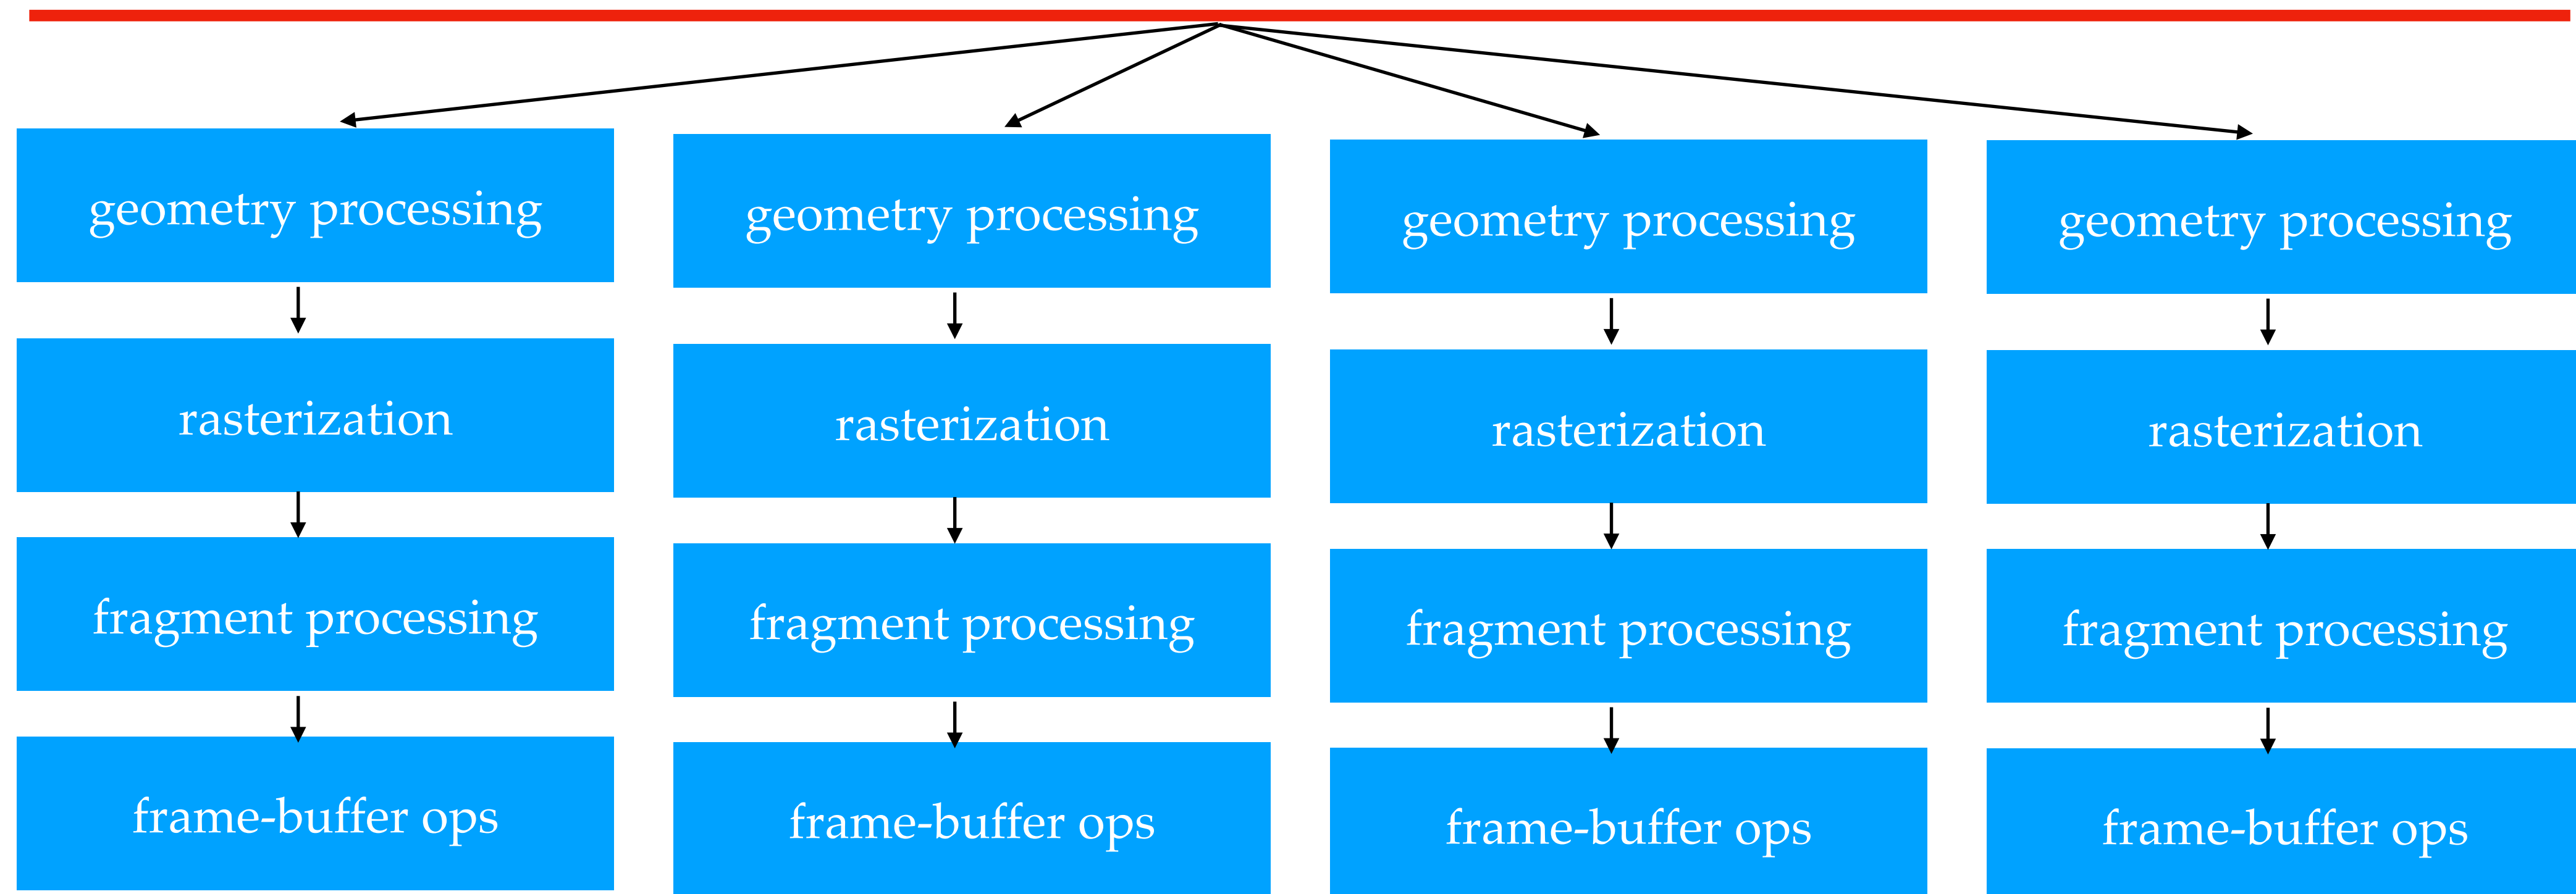 geometry processing
geometry processing
geometry processing
geometry processing
rasterization
rasterization
rasterization
rasterization
fragment processing
fragment processing
fragment processing
fragment processing
frame-buffer ops
frame-buffer ops
frame-buffer ops
frame-buffer ops